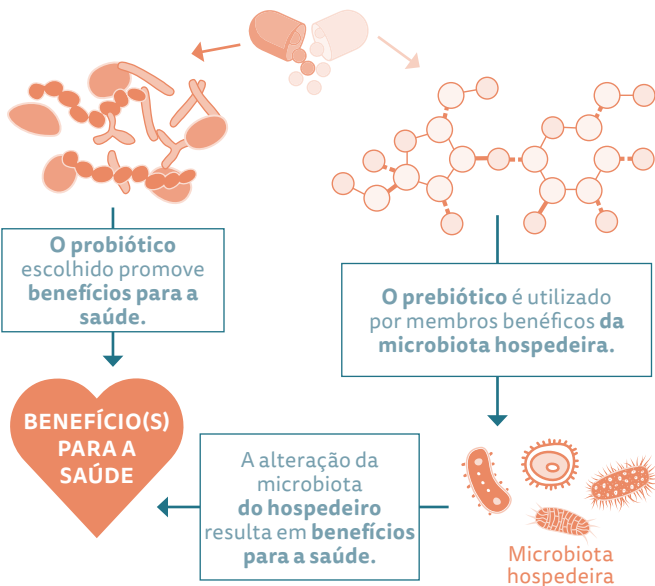 O probiótico
escolhido promove
benefícios para a
saúde.
O prebiótico é utilizado
por membros benéficos da
microbiota hospedeira.
BENEFÍCIO(S)
PARA A
SAÚDE
A alteração da
microbiota
do hospedeiro
resulta em benefícios
para a saúde.
Microbiota
hospedeira